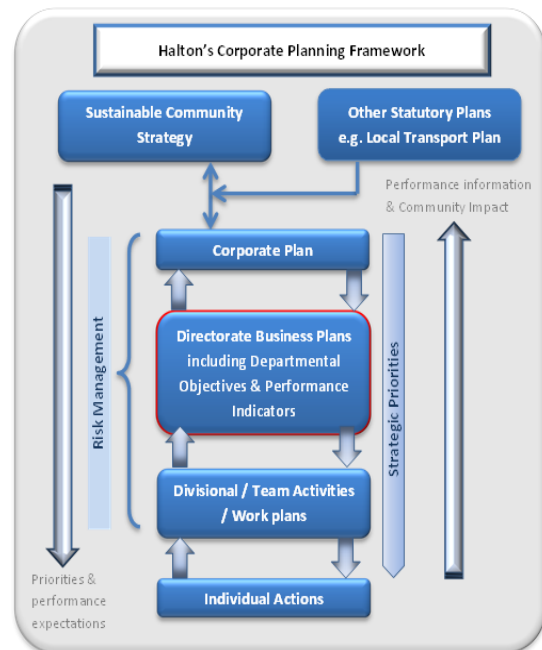 Halton's Corporate Planning Framework
Sustainable Community
Strategy
Other Statutory Plans
e.g. Local Transport Plan
Performance information
& Community Impact
Corporate Plan
Directorate Business Plans
including Departmental
Objectives & Performance
Indicators
Risk Management
Strategic Priorities
Divisional / Team Activities
/ Work plans
Priorities &
performance
expectations
Individual Actions